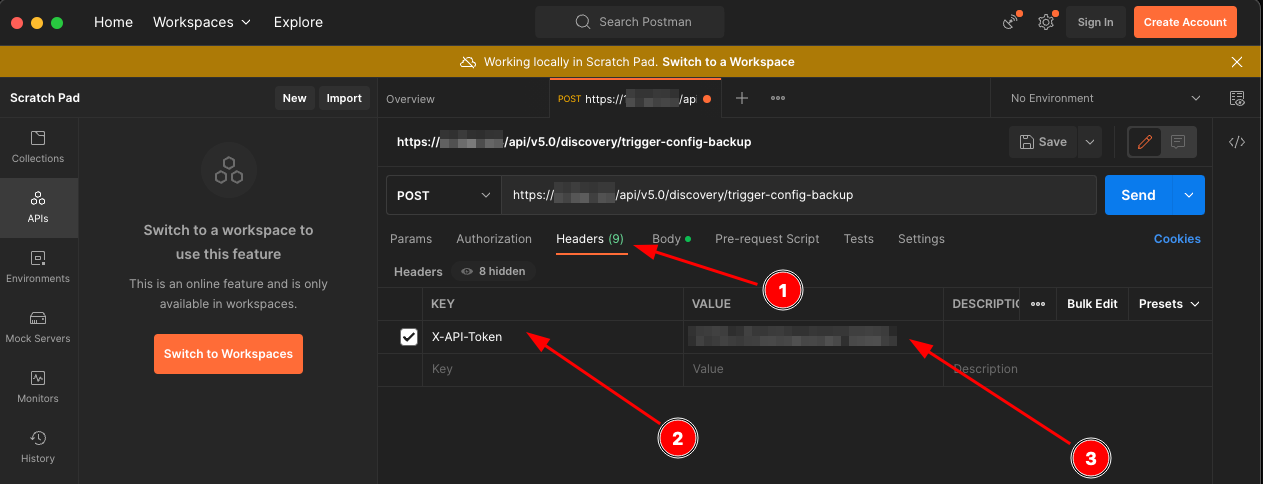 Home Workspaces Explore Search Postman Sign In Create Account
Working locally in Scratch Pad. Switch to a Workspace
Scratch Pad New Import Overview POST https:// /api No Environment
Collections
APIs
Environments
Mock Servers
Monitors
History
Switch to a workspace to
use this feature
This is an online feature and is only
available in workspaces.
Switch to Workspaces
https:// /api/v5.0/discovery/trigger-config-backup Save
POST https:// /api/v5.0/discovery/trigger-config-backup Send
Params Authorization Headers (9) Body Pre-request Script Tests Settings Cookies
Headers 8 hidden
1
KEY VALUE DESCRIPTIO Bulk Edit Presets
X-API-Token
Key Value Description
2
3